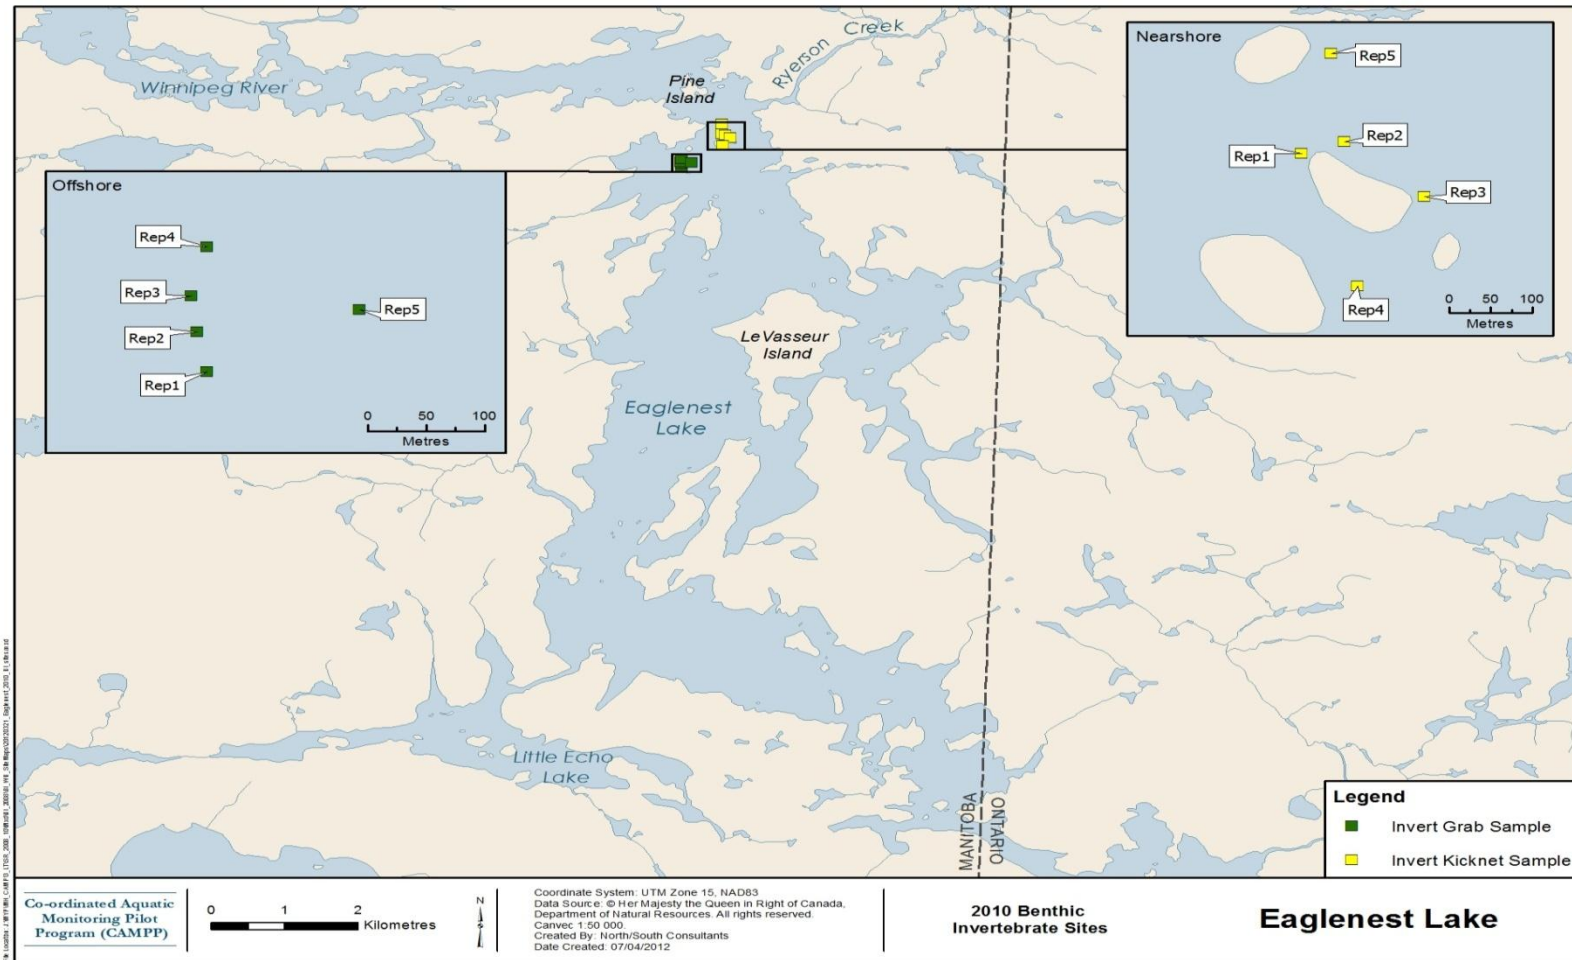 Winnipeg River
Pine
Island
Ryerson Creek
Nearshore
Rep5
Rep2
Rep1
Rep3
Rep4
0 50 100
Metres
Offshore
Rep4
Rep3
Rep5
Rep2
Rep1
0 50 100
Metres
LeVasseur
Island
Eaglenest
Lake
Little Echo
Lake
MANITOBA
ONTARIO
Legend
Invert Grab Sample
Invert Kicknet Sample
Co-ordinated Aquatic
Monitoring Pilot
Program (CAMPP)
0 1 2
Kilometres
N
Coordinate System: UTM Zone 15, NAD83
Data Source: © Her Majesty the Queen in Right of Canada,
Department of Natural Resources. All rights reserved.
Canvec 1:50 000.
Created By: North/South Consultants
Date Created: 07/04/2012
2010 Benthic
Invertebrate Sites
Eaglenest Lake